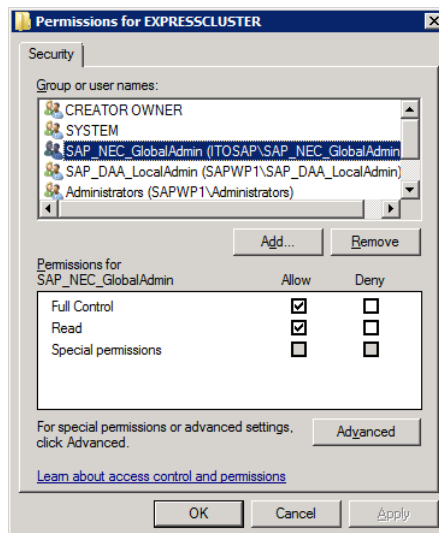 Permissions for EXPRESSCLUSTER
Security
Group or user names:
CREATOR OWNER
SYSTEM
SAP_NEC_GlobalAdmin (ITOSAP\SAP_NEC_GlobalAdmin
SAP_DAA_LocalAdmin (SAPWP1\SAP_DAA_LocalAdmin)
Administrators (SAPWP1\Administrators)
Add... Remove
Permissions for
SAP_NEC_GlobalAdmin Allow Deny
Full Control
Read
Special permissions
For special permissions or advanced settings,
click Advanced. Advanced
Learn about access control and permissions
OK Cancel Apply